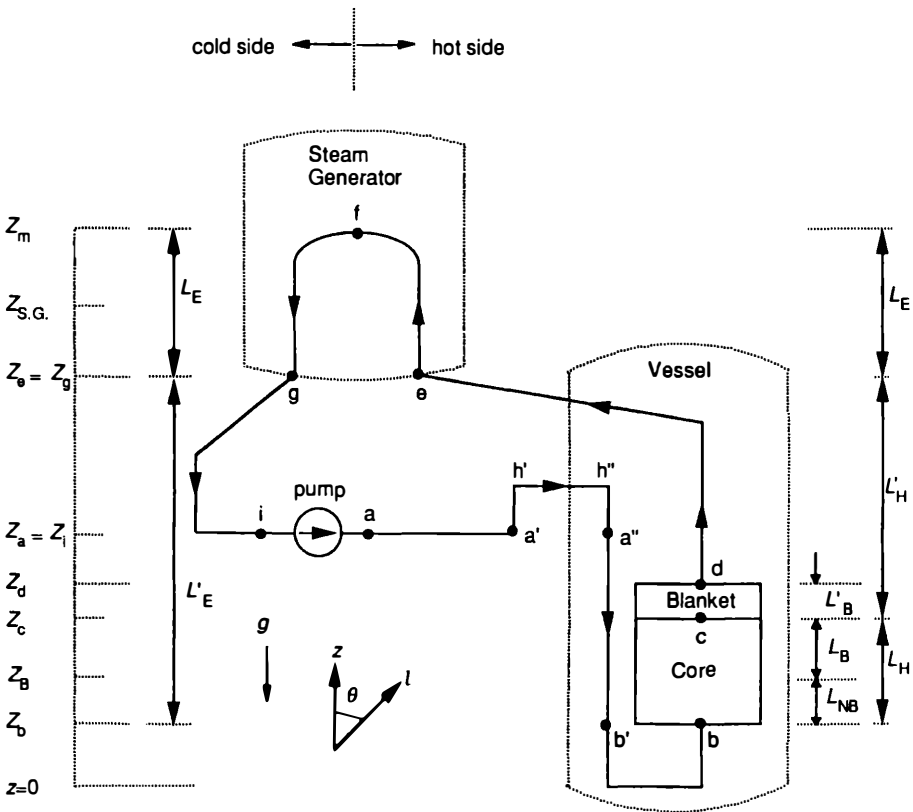 cold side
hot side
Steam
Generator
f
Z_m
L_E
L_E
Z_S.G.
Z_e = Z_g
g
e
Vessel
pump
h'
h"
L'_H
i
a
a'
a"
Z_a = Z_i
d
Z_d
L'_E
Blanket
L'_B
Z_c
c
g
z
l
L_B
L_H
Core
Z_B
θ
L_NB
Z_b
b'
b
z=0